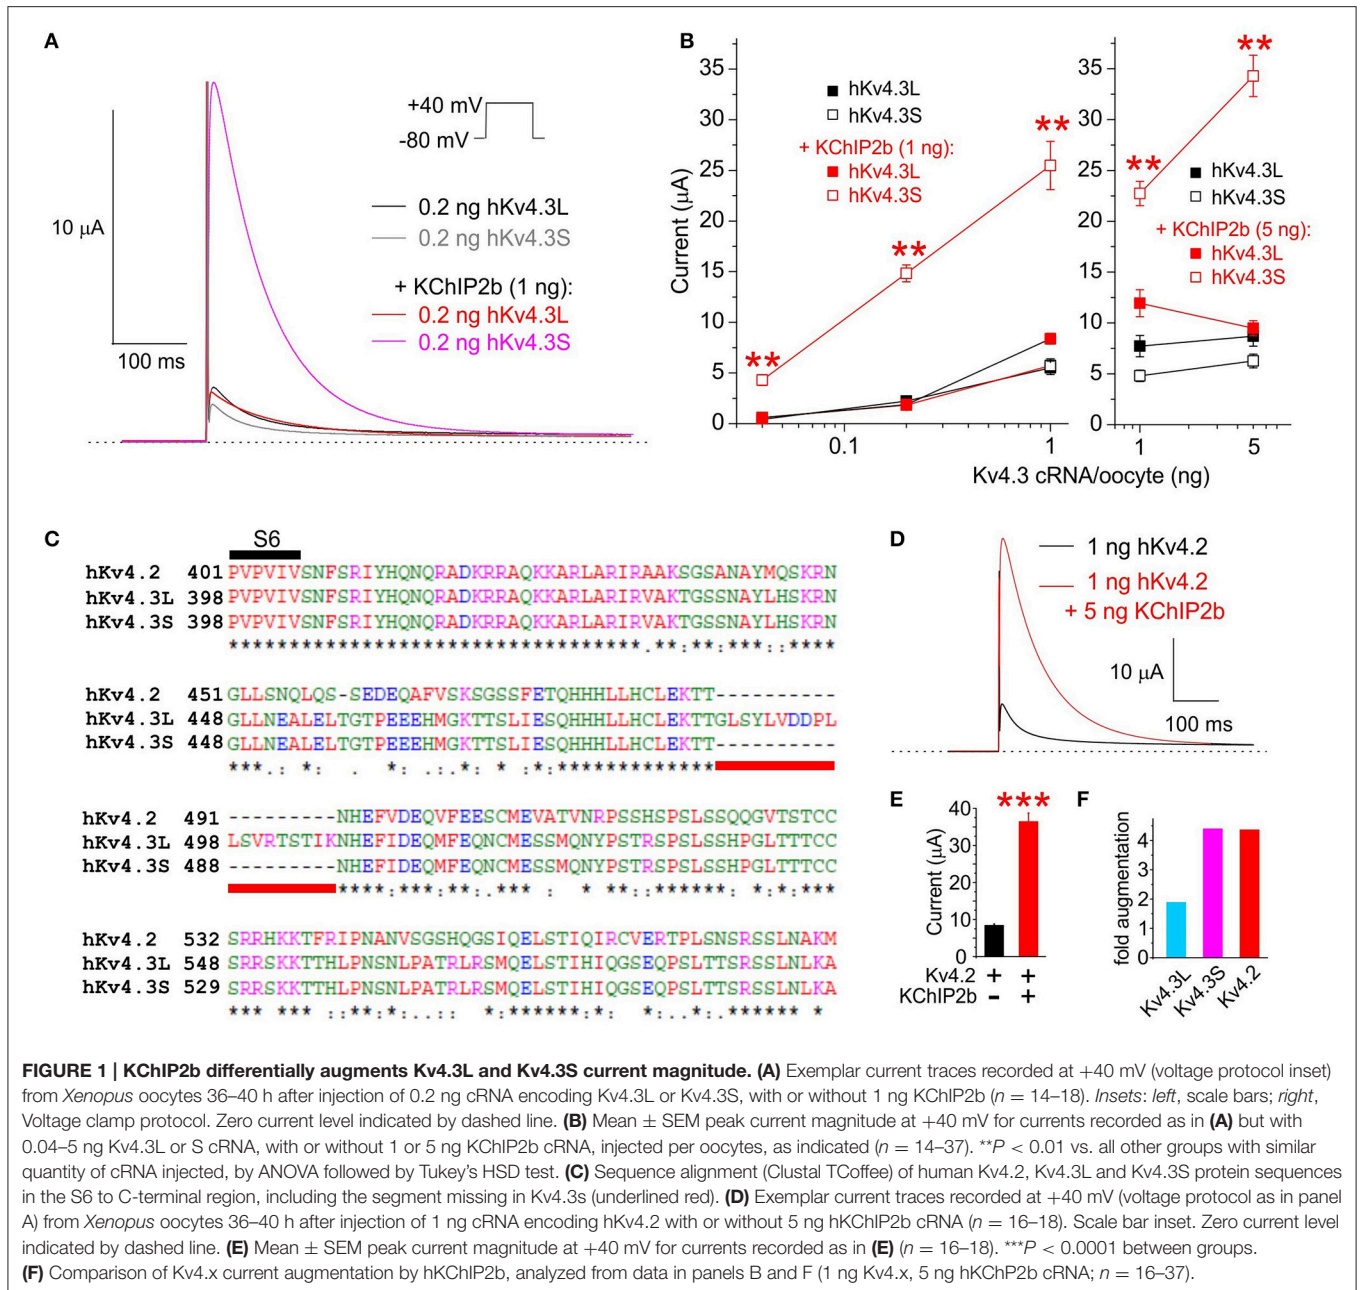 A
+40 mV
-80 mV
10 µA
100 ms
0.2 ng hKv4.3L
0.2 ng hKv4.3S
+ KChIP2b (1 ng):
0.2 ng hKv4.3L
0.2 ng hKv4.3S
B
Current (µA)
35
30
25
20
15
10
5
0
0.1
1
hKv4.3L
hKv4.3S
+ KChIP2b (1 ng):
hKv4.3L
hKv4.3S
**
**
**
35
30
25
20
15
10
5
0
1
5
**
**
hKv4.3L
hKv4.3S
+ KChIP2b (5 ng):
hKv4.3L
hKv4.3S
Kv4.3 cRNA/oocyte (ng)
C
S6
hKv4.2 401 PVPVIVSNFSRIYHQNQRADKRRAQKKARLARIRAAKSGSANAYMQSKRN
hKv4.3L 398 PVPVIVSNFSRIYHQNQRADKRRAQKKARLARIRVAKTGSSNAYLHSKRN
hKv4.3S 398 PVPVIVSNFSRIYHQNQRADKRRAQKKARLARIRVAKTGSSNAYLHSKRN
**********************************.**:**:***::****
hKv4.2 451 GLLSNQLQS-SEDEQAFVSKSGSSFETQHHHLLHCLEKTT----------
hKv4.3L 448 GLLNEALELTGTPEEEHMGKTTSLIESQHHHLLHCLEKTTGLSYLVDDPL
hKv4.3S 448 GLLNEALELTGTPEEEHMGKTTSLIESQHHHLLHCLEKTT----------
***.: *: . *: .:.*: * :*:*************
hKv4.2 491 ---------NHEFVDEQVFEESCMEVATVNRPSSHSPSLSSQQGVTSTCC
hKv4.3L 498 LSVRTSTIKNHEFIDEQMFEQNCMESSMQNYPSTRSPSLSSHPGLTTTCC
hKv4.3S 488 ---------NHEFIDEQMFEQNCMESSMQNYPSTRSPSLSSHPGLTTTCC
****:***:**:.*** : * **::******: *:*:***
hKv4.2 532 SRRHKKTFRIPNANVSGSHQGSIQELSTIQIRCVERTPLSNSRSSLNAKM
hKv4.3L 548 SRRSKKTTHLPNSNLPATRLRSMQELSTIHIQGSEQPSLTTSRSSLNLKA
hKv4.3S 529 SRRSKKTTHLPNSNLPATRLRSMQELSTIHIQGSEQPSLTTSRSSLNLKA
*** *** ::**:*:..:: *:******:*: *:..*:.****** *
D
1 ng hKv4.2
1 ng hKv4.2
+ 5 ng KChIP2b
10 µA
100 ms
E
Current (µA)
40
30
20
10
0
***
Kv4.2 + +
KChIP2b - +
F
fold augmentation
4
3
2
1
0
Kv4.3L
Kv4.3S
Kv4.2
FIGURE 1 | KChIP2b differentially augments Kv4.3L and Kv4.3S current magnitude. (A) Exemplar current traces recorded at +40 mV (voltage protocol inset)
from Xenopus oocytes 36–40 h after injection of 0.2 ng cRNA encoding Kv4.3L or Kv4.3S, with or without 1 ng KChIP2b (n = 14–18). Insets: left, scale bars; right,
Voltage clamp protocol. Zero current level indicated by dashed line. (B) Mean ± SEM peak current magnitude at +40 mV for currents recorded as in (A) but with
0.04–5 ng Kv4.3L or S cRNA, with or without 1 or 5 ng KChIP2b cRNA, injected per oocytes, as indicated (n = 14–37). **P < 0.01 vs. all other groups with similar
quantity of cRNA injected, by ANOVA followed by Tukey's HSD test. (C) Sequence alignment (Clustal TCoffee) of human Kv4.2, Kv4.3L and Kv4.3S protein sequences
in the S6 to C-terminal region, including the segment missing in Kv4.3s (underlined red). (D) Exemplar current traces recorded at +40 mV (voltage protocol as in panel
A) from Xenopus oocytes 36–40 h after injection of 1 ng cRNA encoding hKv4.2 with or without 5 ng hKChIP2b cRNA (n = 16–18). Scale bar inset. Zero current level
indicated by dashed line. (E) Mean ± SEM peak current magnitude at +40 mV for currents recorded as in (E) (n = 16–18). ***P < 0.0001 between groups.
(F) Comparison of Kv4.x current augmentation by hKChIP2b, analyzed from data in panels B and F (1 ng Kv4.x, 5 ng hKChP2b cRNA; n = 16–37).